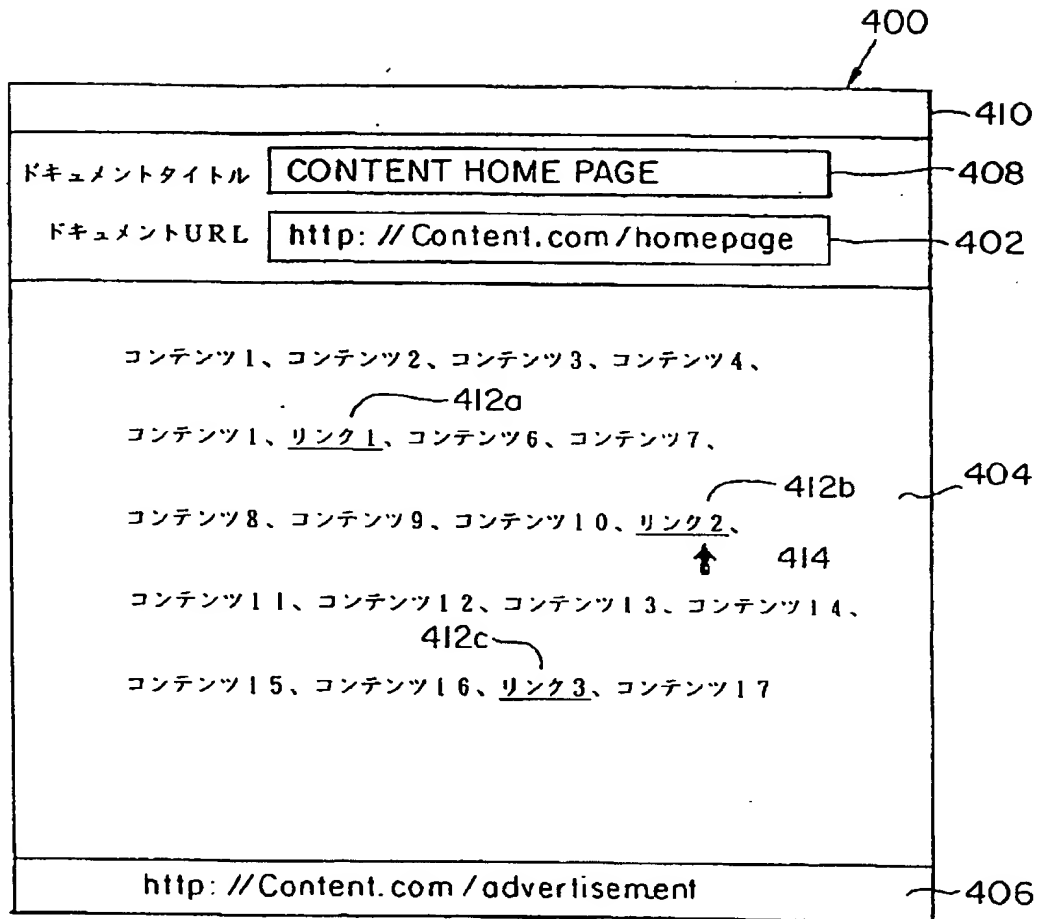 400
410
ドキュメントタイトル CONTENT HOME PAGE 408
ドキュメントURL http://Content.com/homepage 402
コンテンツ1、コンテンツ2、コンテンツ3、コンテンツ4、
412a
コンテンツ1、リンク1、コンテンツ6、コンテンツ7、
404
412b
コンテンツ8、コンテンツ9、コンテンツ10、リンク2、
414
コンテンツ11、コンテンツ12、コンテンツ13、コンテンツ14、
412c
コンテンツ15、コンテンツ16、リンク3、コンテンツ17
http://Content.com/advertisement 406